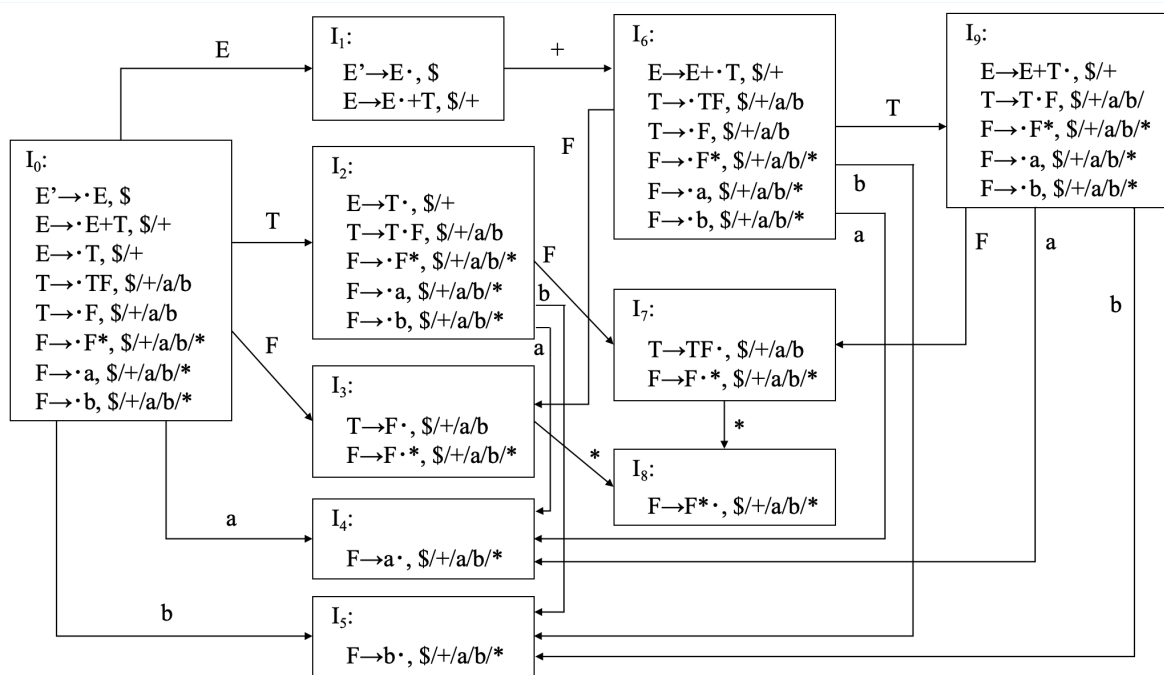 E
I₁:
E’→E·, $
E→E·+T, $/+
+
I₆:
E→E+·T, $/+
T→·TF, $/+/a/b
T→·F, $/+/a/b
F→·F*, $/+/a/b/*
F→·a, $/+/a/b/*
F→·b, $/+/a/b/*
I₉:
E→E+T·, $/+
T→T·F, $/+/a/b/
F→·F*, $/+/a/b/*
F→·a, $/+/a/b/*
F→·b, $/+/a/b/*
T
b
a
F
I₀:
E’→·E, $
E→·E+T, $/+
E→·T, $/+
T→·TF, $/+/a/b
T→·F, $/+/a/b
F→·F*, $/+/a/b/*
F→·a, $/+/a/b/*
F→·b, $/+/a/b/*
T
F
I₂:
E→T·, $/+
T→T·F, $/+/a/b
F→·F*, $/+/a/b/*
F→·a, $/+/a/b/*
F→·b, $/+/a/b/*
F
b
a
F
a
b
I₇:
T→TF·, $/+/a/b
F→F·*, $/+/a/b/*
*
I₃:
T→F·, $/+/a/b
F→F·*, $/+/a/b/*
*
I₈:
F→F*·, $/+/a/b/*
a
I₄:
F→a·, $/+/a/b/*
b
I₅:
F→b·, $/+/a/b/*